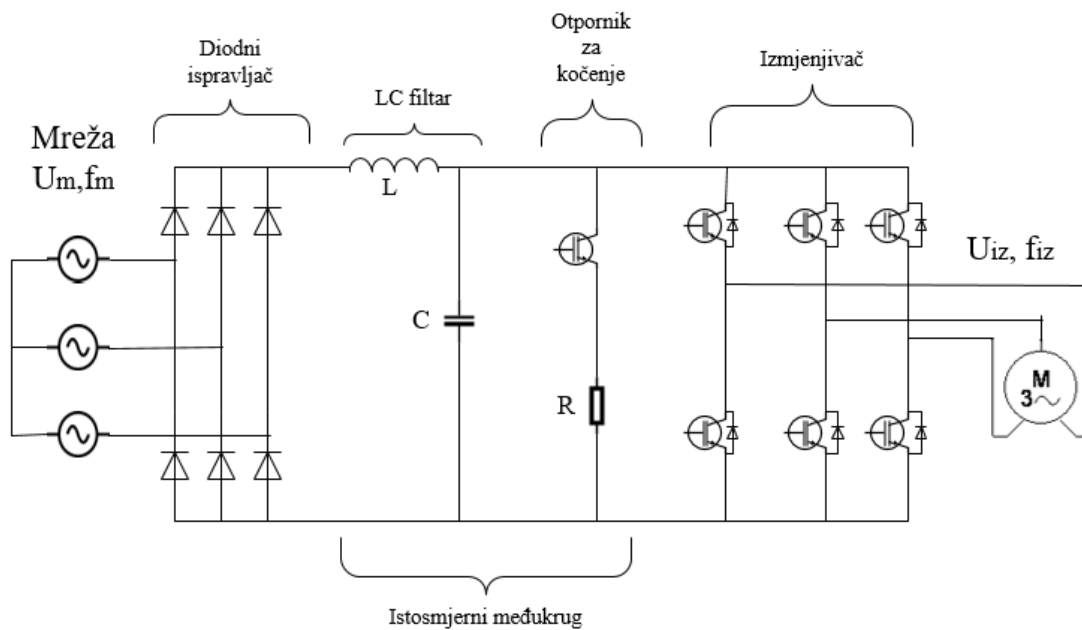 Diodni
ispravljač
LC filtar
Otpornik
za
kočenje
Izmjenjivač
Mreža
Um,fm
L
C
R
Uiz, fiz
M
3~
Istosmjerni međukrug